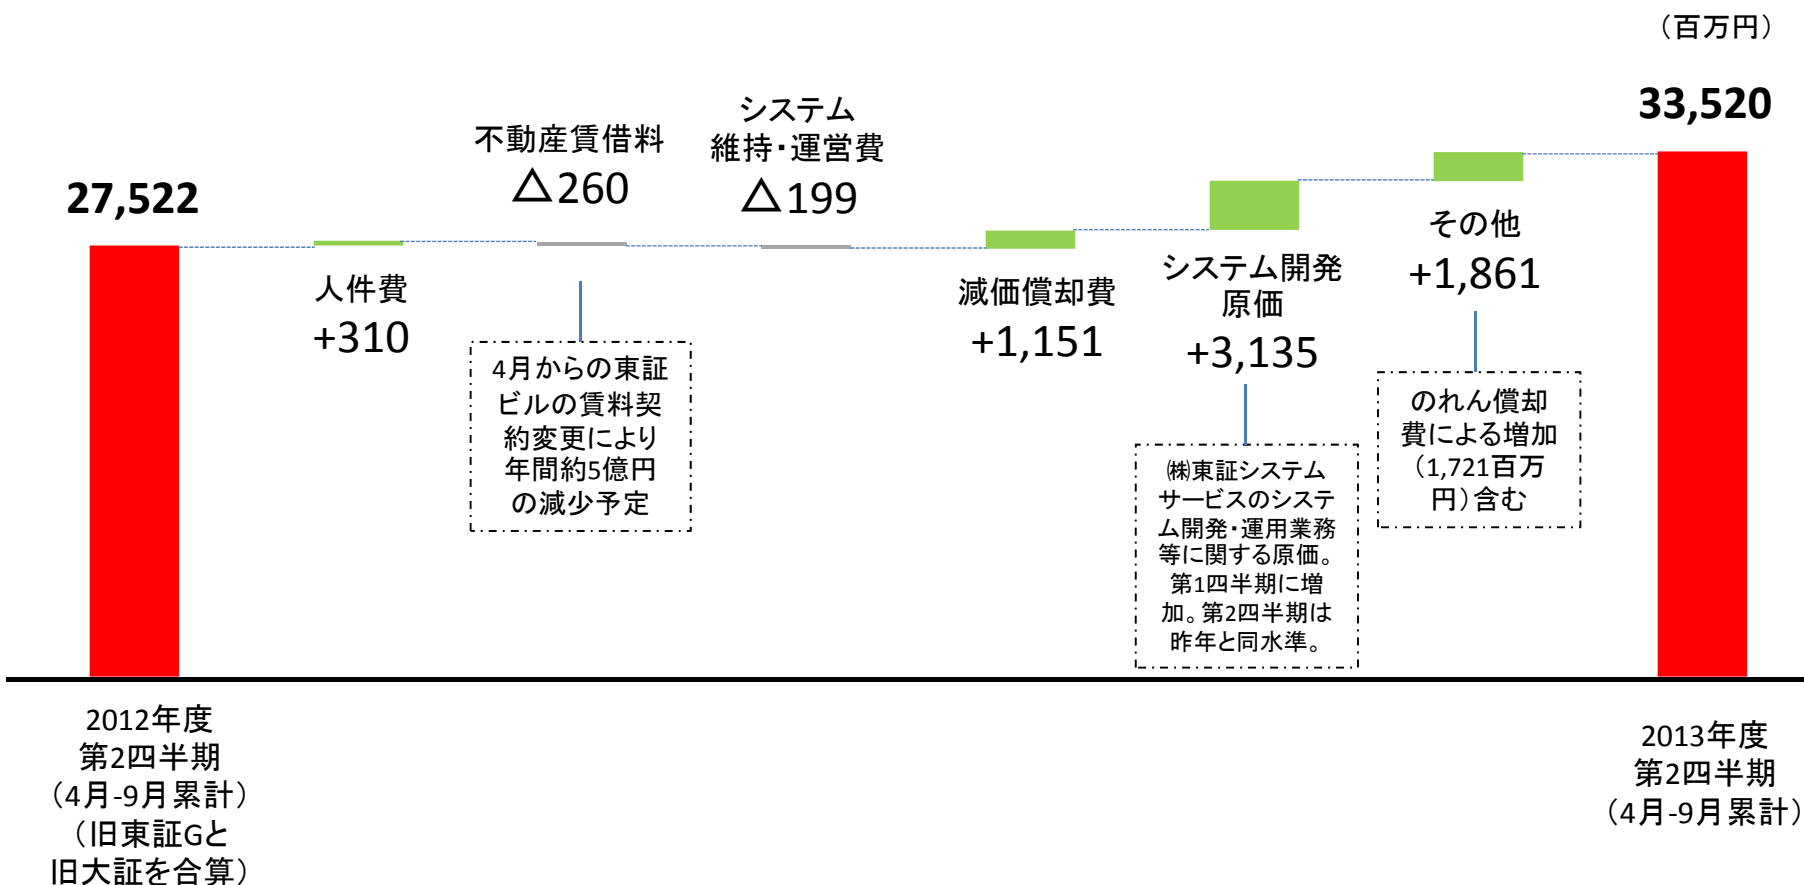 （百万円）
27,522
人件費
+310
不動産賃借料
△260
4月からの東証
ビルの賃料契
約変更により
年間約5億円
の減少予定
システム
維持・運営費
△199
減価償却費
+1,151
システム開発
原価
+3,135
㈱東証システム
サービスのシステ
ム開発・運用業務
等に関する原価。
第1四半期に増
加。第2四半期は
昨年と同水準。
その他
+1,861
のれん償却
費による増加
（1,721百万
円）含む
33,520
2012年度
第2四半期
（4月-9月累計）
（旧東証Gと
旧大証を合算）
2013年度
第2四半期
（4月-9月累計）